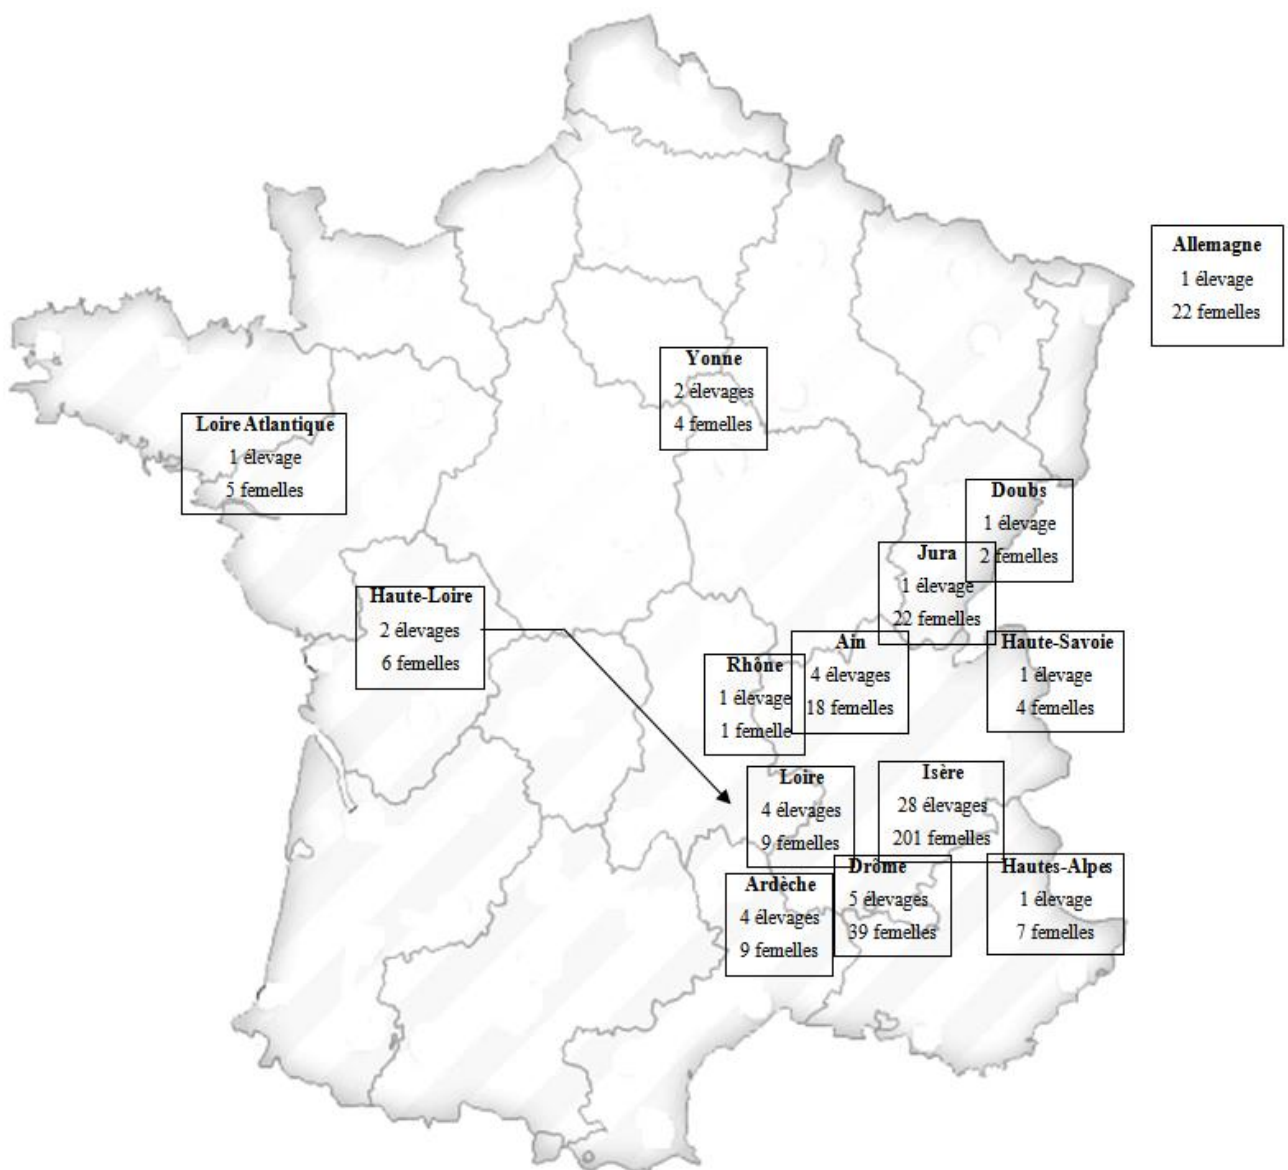 Allemagne
1 élevage
22 femelles
Yonne
2 élevages
4 femelles
Loire Atlantique
1 élevage
5 femelles
Doubs
1 élevage
2 femelles
Jura
1 élevage
22 femelles
Haute-Loire
2 élevages
6 femelles
Ain
4 élevages
18 femelles
Haute-Savoie
1 élevage
4 femelles
Rhône
1 élevage
1 femelle
Loire
4 élevages
9 femelles
Isère
28 élevages
201 femelles
Drôme
5 élevages
39 femelles
Hautes-Alpes
1 élevage
7 femelles
Ardèche
4 élevages
9 femelles